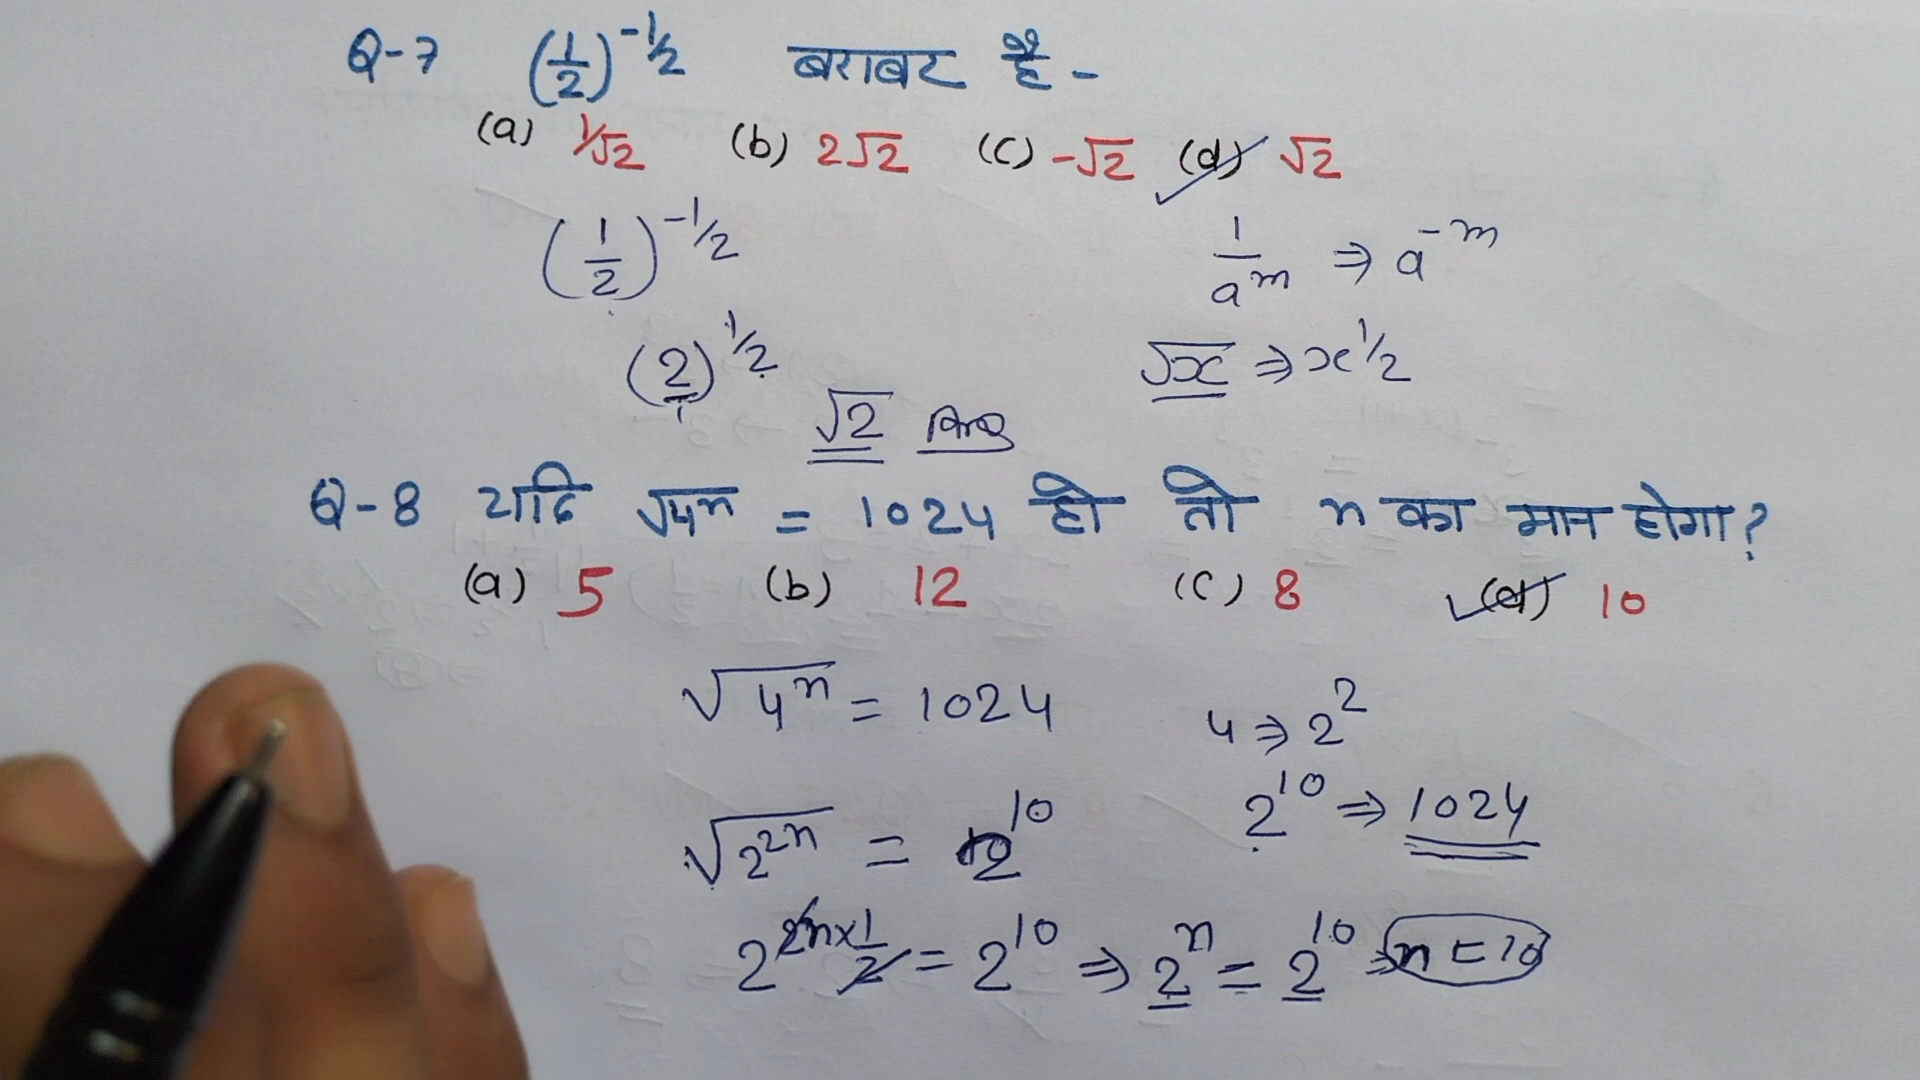 Q-7 (1/2)^-1/2 बराबर है -
(a) 1/√2 (b) 2√2 (c) -√2 (d) √2
(1/2)^-1/2 1/a^m ⇒ a^-m
(2/1)^1/2 √x ⇒ x^1/2
√2 Ans
Q-8 यदि √4^n = 1024 हो तो n का मान होगा?
(a) 5 (b) 12 (c) 8 (d) 10
√4^n = 1024 4 ⇒ 2^2
√2^2n = 2^10 2^10 ⇒ 1024
2^2n×1/2 = 2^10 ⇒ 2^n = 2^10 ⇒ n = 10